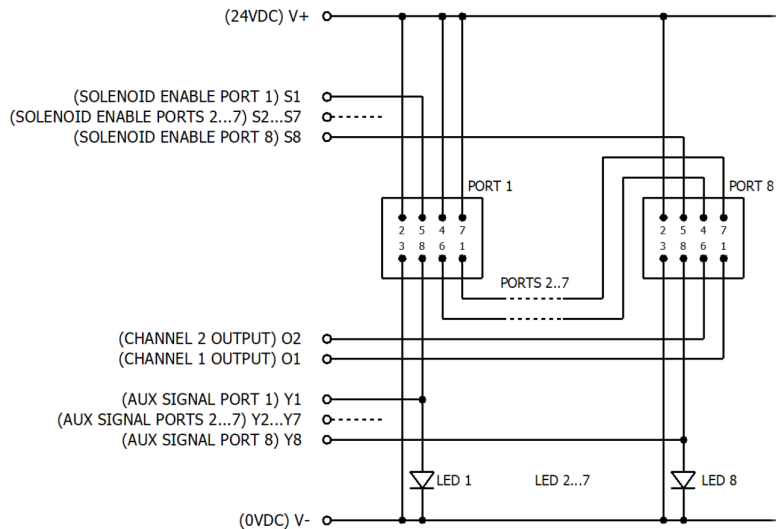 (24VDC) V+
(SOLENOID ENABLE PORT 1) S1
(SOLENOID ENABLE PORTS 2...7) S2...S7
(SOLENOID ENABLE PORT 8) S8
PORT 1
PORT 8
2 5 4 7
3 8 6 1
2 5 4 7
3 8 6 1
PORTS 2..7
(CHANNEL 2 OUTPUT) O2
(CHANNEL 1 OUTPUT) O1
(AUX SIGNAL PORT 1) Y1
(AUX SIGNAL PORTS 2...7) Y2...Y7
(AUX SIGNAL PORT 8) Y8
LED 1
LED 2...7
LED 8
(0VDC) V-